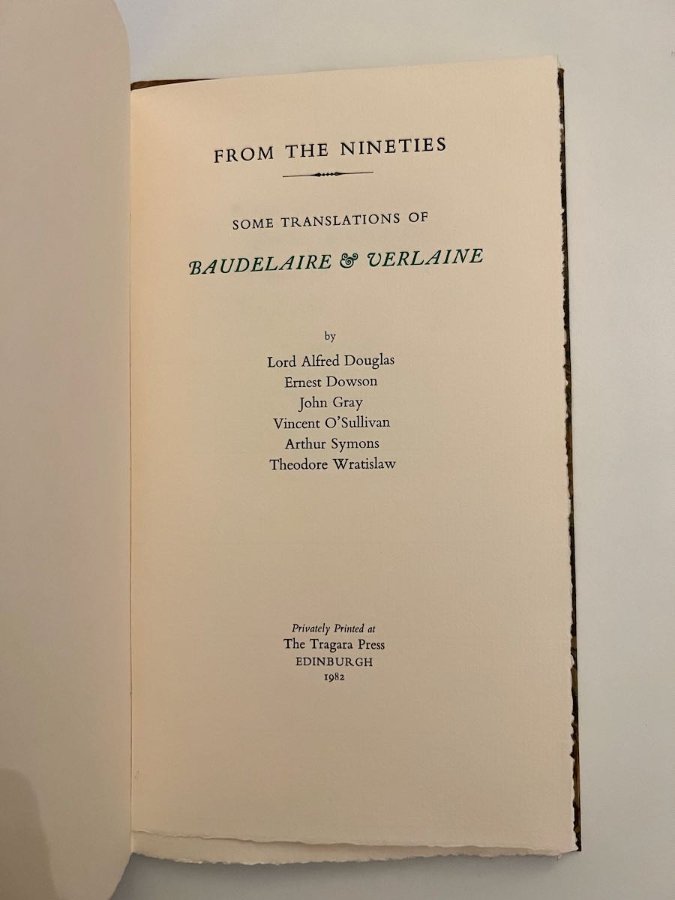 FROM THE NINETIES
SOME TRANSLATIONS OF
BAUDELAIRE & VERLAINE
by
Lord Alfred Douglas
Ernest Dowson
John Gray
Vincent O'Sullivan
Arthur Symons
Theodore Wratislaw
Privately Printed at
The Tragara Press
EDINBURGH
1982